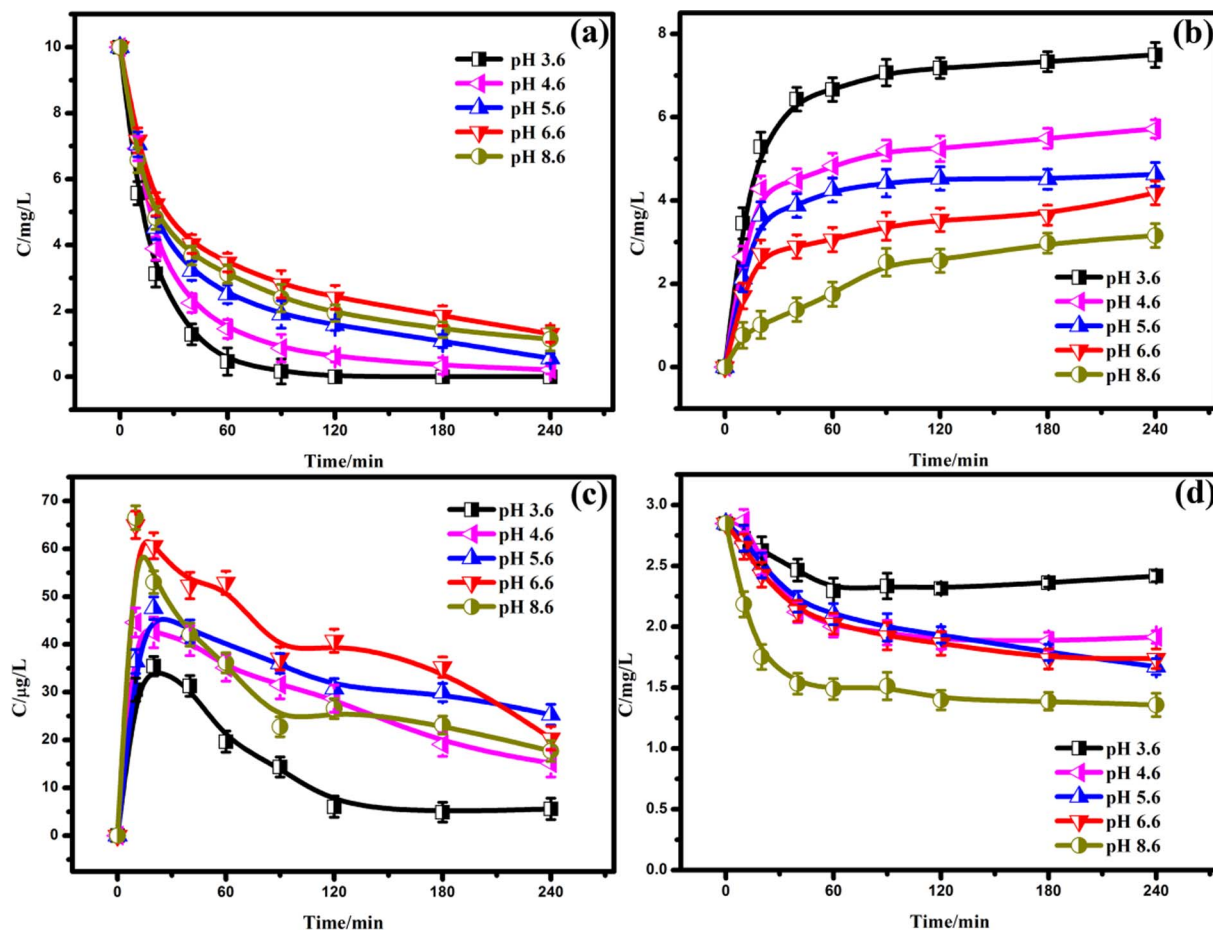 (a)
C/mg/L
10
8
6
4
2
0
pH 3.6
pH 4.6
pH 5.6
pH 6.6
pH 8.6
0 60 120 180 240
Time/min
(b)
C/mg/L
8
6
4
2
0
pH 3.6
pH 4.6
pH 5.6
pH 6.6
pH 8.6
0 60 120 180 240
Time/min
(c)
C/μg/L
70
60
50
40
30
20
10
0
pH 3.6
pH 4.6
pH 5.6
pH 6.6
pH 8.6
0 60 120 180 240
Time/min
(d)
C/mg/L
3.0
2.5
2.0
1.5
1.0
0.5
0.0
pH 3.6
pH 4.6
pH 5.6
pH 6.6
pH 8.6
0 60 120 180 240
Time/min